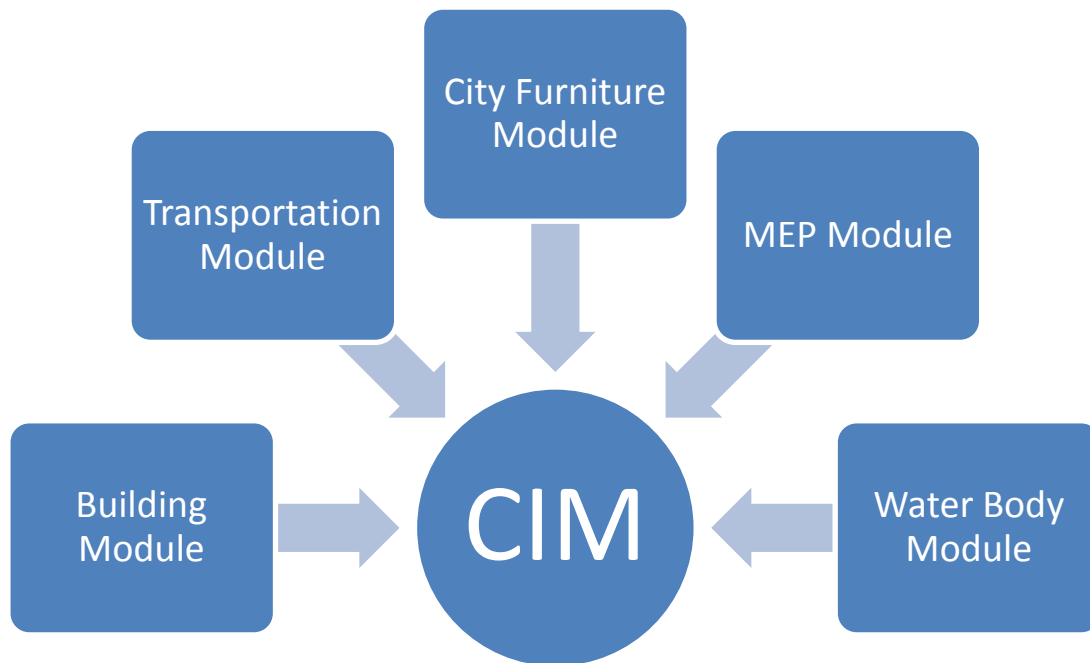 City Furniture
Module
Transportation
Module
MEP Module
Building
Module
CIM
Water Body
Module